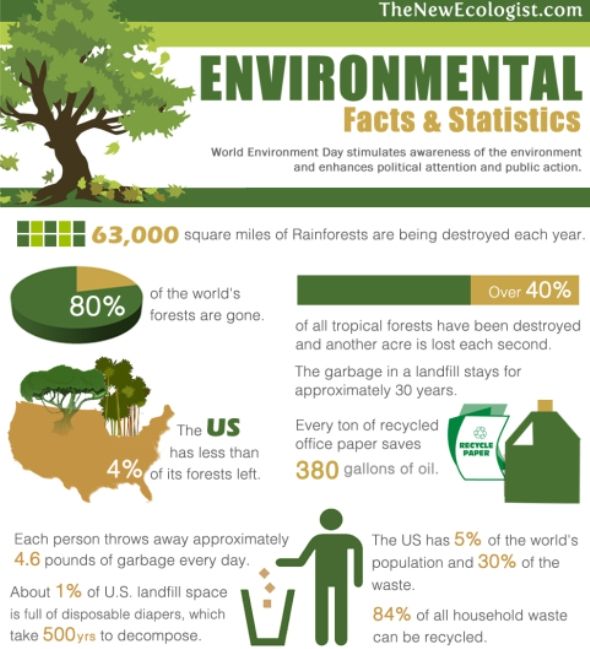 TheNewEcologist.com
ENVIRONMENTAL
Facts & Statistics
World Environment Day stimulates awareness of the environment
and enhances political attention and public action.
63,000 square miles of Rainforests are being destroyed each year.
80%
of the world's
forests are gone.
Over 40%
of all tropical forests have been destroyed
and another acre is lost each second.
The garbage in a landfill stays for
approximately 30 years.
The US
has less than
4% of its forests left.
Every ton of recycled
office paper saves
380 gallons of oil.
RECYCLE
PAPER
Each person throws away approximately
4.6 pounds of garbage every day.
About 1% of U.S. landfill space
is full of disposable diapers, which
take 500yrs to decompose.
The US has 5% of the world's
population and 30% of the
waste.
84% of all household waste
can be recycled.